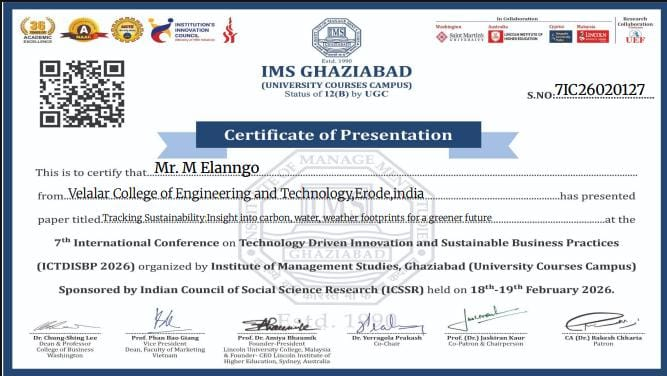 36
YEARS OF
ACADEMIC
EXCELLENCE
NAAC
AICTE
INSTITUTION'S
INNOVATION
COUNCIL
IMS
Estd. 1990
IMS GHAZIABAD
(UNIVERSITY COURSES CAMPUS)
Status of 12(B) by UGC
In Collaboration
Research
Collaboration
Washington
Australia
Cyprus
Malaysia
Saint Martin's
UNIVERSITY
LINCOLN INSTITUTE OF
HIGHER EDUCATION
LINCOLN
UEF
S.NO. 7IC26020127
Certificate of Presentation
This is to certify that Mr. M Elanngo
from Velalar College of Engineering and Technology,Erode,india has presented
paper titled Tracking Sustainability:Insight into carbon, water, weather footprints for a greener future at the
7th International Conference on Technology Driven Innovation and Sustainable Business Practices
(ICTDISBP 2026) organized by Institute of Management Studies, Ghaziabad (University Courses Campus)
Sponsored by Indian Council of Social Science Research (ICSSR) held on 18th-19th February 2026.
Dr. Chung-Shing Lee
Dean & Professor
College of Business
Washington
Prof. Phan Bao Giang
Vice President
Dean, Faculty of Marketing
Vietnam
Prof. Dr. Amiya Bhaumik
Founder-President
Lincoln University College, Malaysia
& Founder- CEO Lincoln Institute of
Higher Education, Sydney, Australia
Dr. Yerragola Prakash
Co-Chair
Prof. (Dr.) Jaskiran Kaur
Co-Patron & Chairperson
CA (Dr.) Rakesh Chharia
Patron